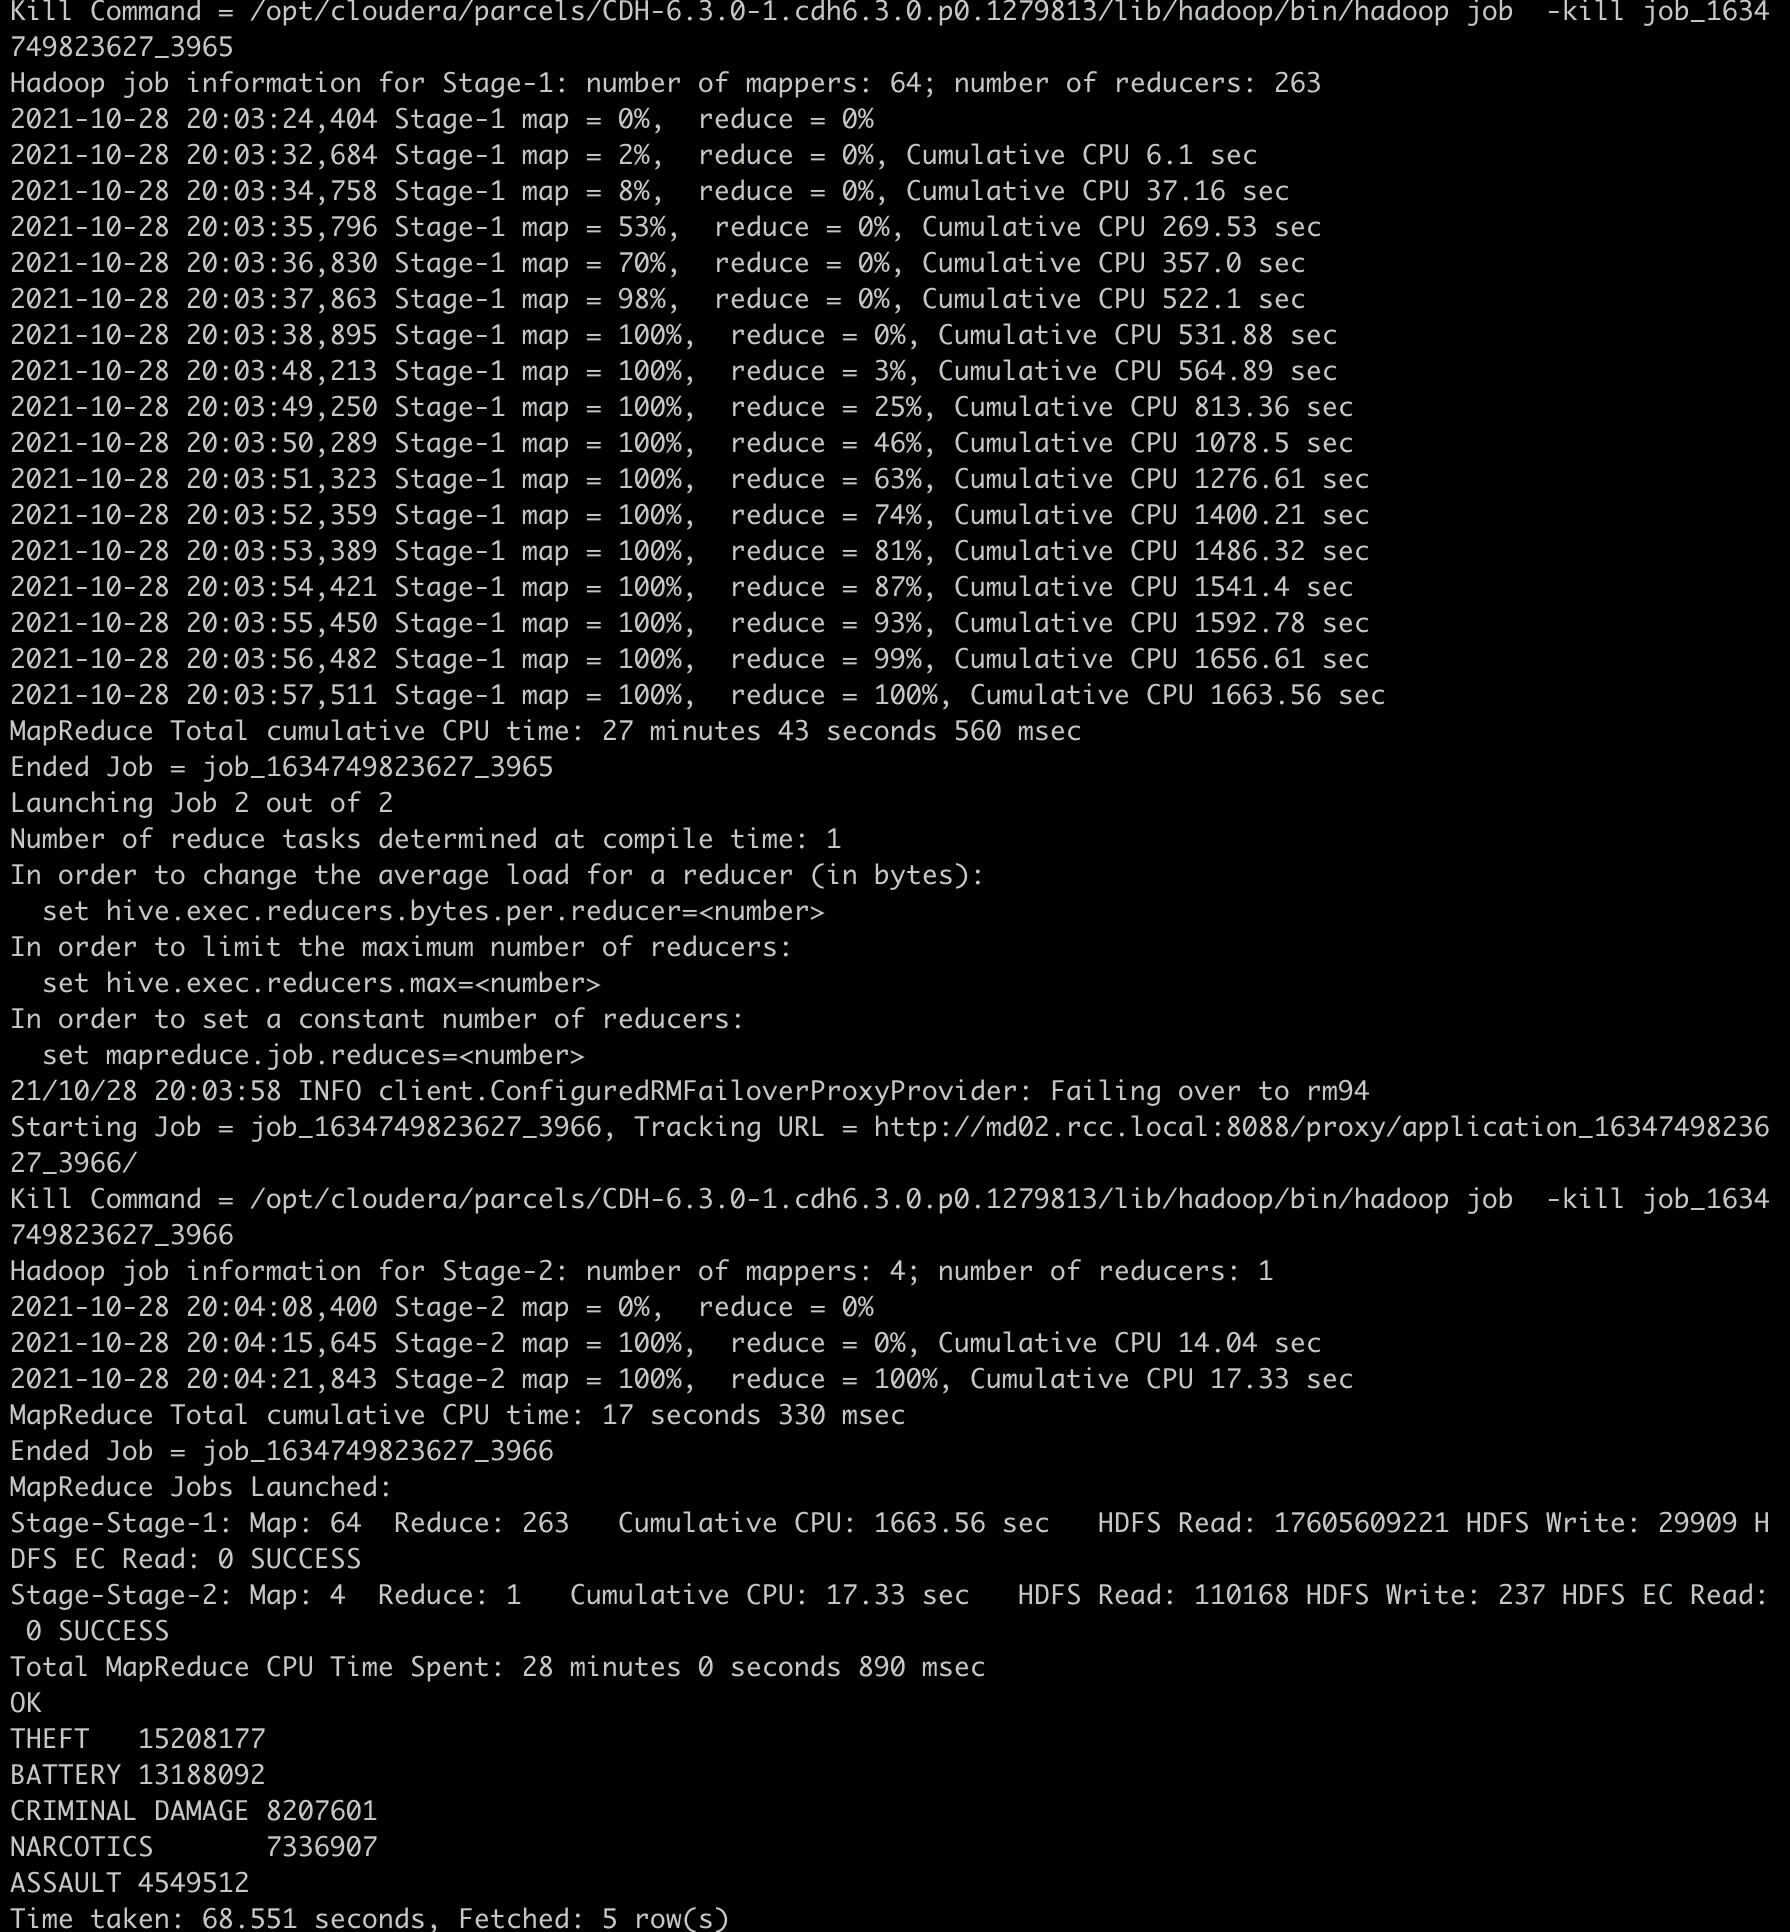 Kill Command = /opt/cloudera/parcels/CDH-6.3.0-1.cdh6.3.0.p0.1279813/lib/hadoop/bin/hadoop job  -kill job_1634
749823627_3965
Hadoop job information for Stage-1: number of mappers: 64; number of reducers: 263
2021-10-28 20:03:24,404 Stage-1 map = 0%,  reduce = 0%
2021-10-28 20:03:32,684 Stage-1 map = 2%,  reduce = 0%, Cumulative CPU 6.1 sec
2021-10-28 20:03:34,758 Stage-1 map = 8%,  reduce = 0%, Cumulative CPU 37.16 sec
2021-10-28 20:03:35,796 Stage-1 map = 53%,  reduce = 0%, Cumulative CPU 269.53 sec
2021-10-28 20:03:36,830 Stage-1 map = 70%,  reduce = 0%, Cumulative CPU 357.0 sec
2021-10-28 20:03:37,863 Stage-1 map = 98%,  reduce = 0%, Cumulative CPU 522.1 sec
2021-10-28 20:03:38,895 Stage-1 map = 100%,  reduce = 0%, Cumulative CPU 531.88 sec
2021-10-28 20:03:48,213 Stage-1 map = 100%,  reduce = 3%, Cumulative CPU 564.89 sec
2021-10-28 20:03:49,250 Stage-1 map = 100%,  reduce = 25%, Cumulative CPU 813.36 sec
2021-10-28 20:03:50,289 Stage-1 map = 100%,  reduce = 46%, Cumulative CPU 1078.5 sec
2021-10-28 20:03:51,323 Stage-1 map = 100%,  reduce = 63%, Cumulative CPU 1276.61 sec
2021-10-28 20:03:52,359 Stage-1 map = 100%,  reduce = 74%, Cumulative CPU 1400.21 sec
2021-10-28 20:03:53,389 Stage-1 map = 100%,  reduce = 81%, Cumulative CPU 1486.32 sec
2021-10-28 20:03:54,421 Stage-1 map = 100%,  reduce = 87%, Cumulative CPU 1541.4 sec
2021-10-28 20:03:55,450 Stage-1 map = 100%,  reduce = 93%, Cumulative CPU 1592.78 sec
2021-10-28 20:03:56,482 Stage-1 map = 100%,  reduce = 99%, Cumulative CPU 1656.61 sec
2021-10-28 20:03:57,511 Stage-1 map = 100%,  reduce = 100%, Cumulative CPU 1663.56 sec
MapReduce Total cumulative CPU time: 27 minutes 43 seconds 560 msec
Ended Job = job_1634749823627_3965
Launching Job 2 out of 2
Number of reduce tasks determined at compile time: 1
In order to change the average load for a reducer (in bytes):
  set hive.exec.reducers.bytes.per.reducer=<number>
In order to limit the maximum number of reducers:
  set hive.exec.reducers.max=<number>
In order to set a constant number of reducers:
  set mapreduce.job.reduces=<number>
21/10/28 20:03:58 INFO client.ConfiguredRMFailoverProxyProvider: Failing over to rm94
Starting Job = job_1634749823627_3966, Tracking URL = http://md02.rcc.local:8088/proxy/application_16347498236
27_3966/
Kill Command = /opt/cloudera/parcels/CDH-6.3.0-1.cdh6.3.0.p0.1279813/lib/hadoop/bin/hadoop job  -kill job_1634
749823627_3966
Hadoop job information for Stage-2: number of mappers: 4; number of reducers: 1
2021-10-28 20:04:08,400 Stage-2 map = 0%,  reduce = 0%
2021-10-28 20:04:15,645 Stage-2 map = 100%,  reduce = 0%, Cumulative CPU 14.04 sec
2021-10-28 20:04:21,843 Stage-2 map = 100%,  reduce = 100%, Cumulative CPU 17.33 sec
MapReduce Total cumulative CPU time: 17 seconds 330 msec
Ended Job = job_1634749823627_3966
MapReduce Jobs Launched:
Stage-Stage-1: Map: 64  Reduce: 263   Cumulative CPU: 1663.56 sec   HDFS Read: 17605609221 HDFS Write: 29909 H
DFS EC Read: 0 SUCCESS
Stage-Stage-2: Map: 4  Reduce: 1   Cumulative CPU: 17.33 sec   HDFS Read: 110168 HDFS Write: 237 HDFS EC Read:
 0 SUCCESS
Total MapReduce CPU Time Spent: 28 minutes 0 seconds 890 msec
OK
THEFT   15208177
BATTERY 13188092
CRIMINAL DAMAGE 8207601
NARCOTICS       7336907
ASSAULT 4549512
Time taken: 68.551 seconds, Fetched: 5 row(s)